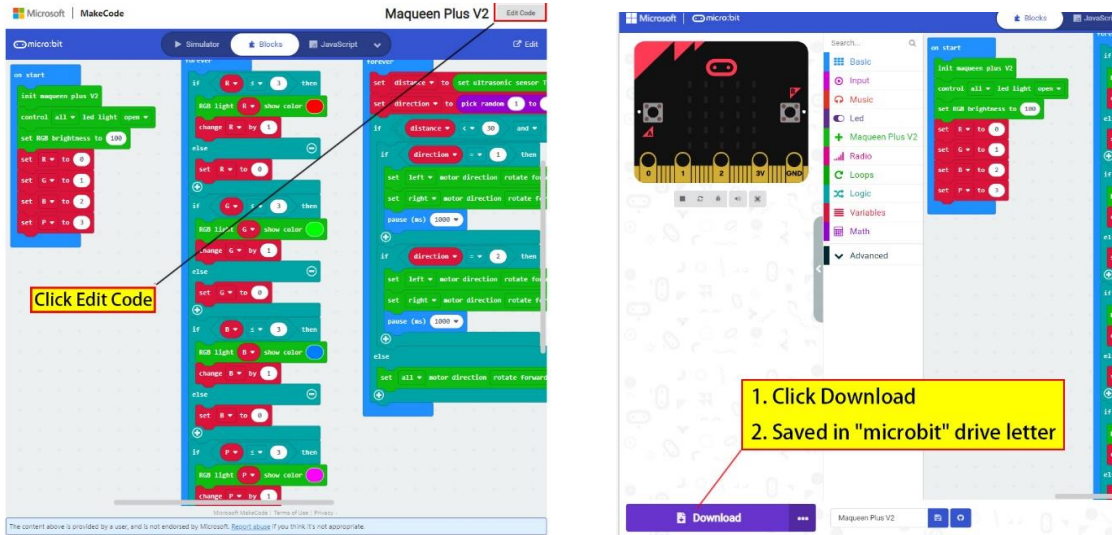 Microsoft | MakeCode
Maqueen Plus V2
Edit Code
micro:bit
Simulator
Blocks
JavaScript
Edit
on start
init maqueen plus V2
control all led light open
set RGB brightness to 100
set R to 0
set G to 1
set B to 2
set P to 3
forever
if R ≤ 3 then
RGB light R show color
change R by 1
else
set R to 0
if G ≤ 3 then
RGB light G show color
change G by 1
else
set G to 0
if B ≤ 3 then
RGB light B show color
change B by 1
else
set B to 0
if P ≤ 3 then
RGB light P show color
change P by 1
forever
set distance to set ultrasonic sensor T
set direction to pick random 1 to
if distance < 30 and
if direction = 1 then
set left motor direction rotate for
set right motor direction rotate f
pause (ms) 1000
if direction = 2 then
set left motor direction rotate fo
set right motor direction rotate f
pause (ms) 1000
else
set all motor direction rotate Forward
Click Edit Code
Microsoft MakeCode | Terms of Use | Privacy
The content above is provided by a user, and is not endorsed by Microsoft. Report abuse if you think it's not appropriate.
Microsoft
micro:bit
Blocks
JavaScri
0 1 2 3V GND
Search...
Basic
Input
Music
Led
Maqueen Plus V2
Radio
Loops
Logic
Variables
Math
Advanced
on start
init maqueen plus V2
control all led light open
set RGB brightness to 100
set R to 0
set G to 1
set B to 2
set P to 3
1. Click Download
2. Saved in "microbit" drive letter
Download
Maqueen Plus V2